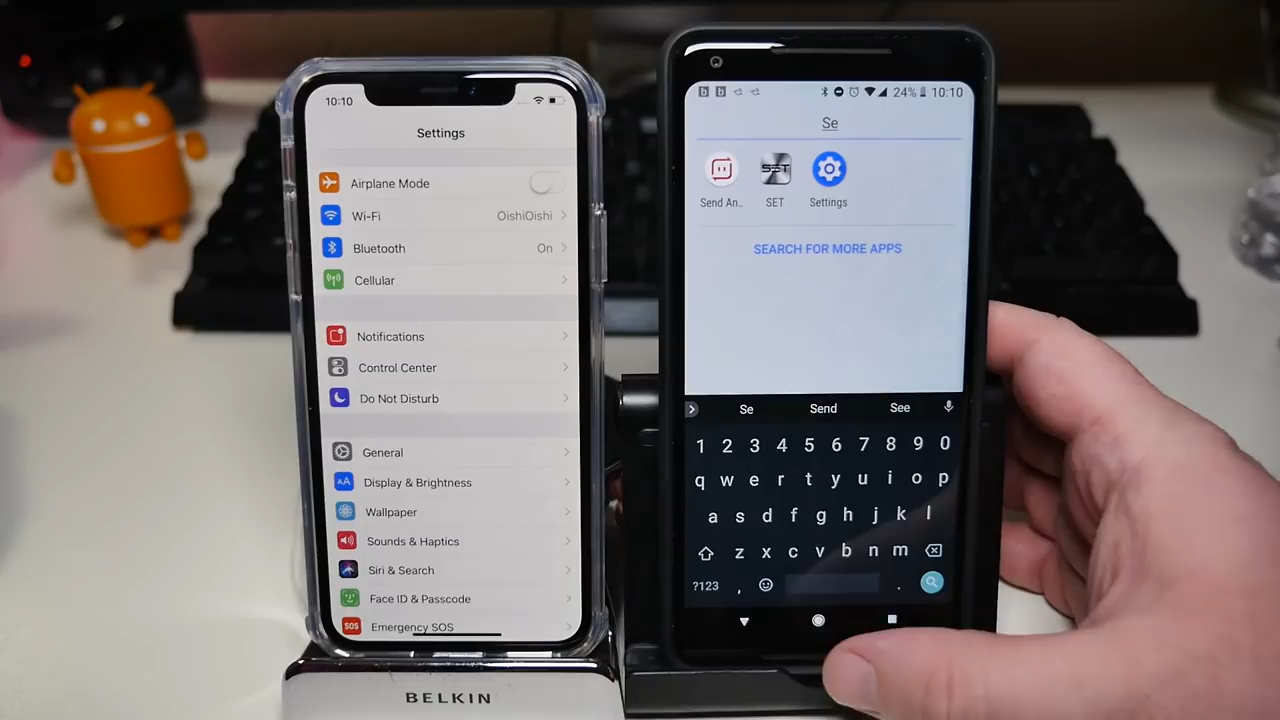 10:10
Settings
Airplane Mode
Wi-Fi OishiOishi
Bluetooth On
Cellular
Notifications
Control Center
Do Not Disturb
General
Display & Brightness
AA
Wallpaper
Sounds & Haptics
Siri & Search
Face ID & Passcode
SOS Emergency SOS
BELKIN
24% 10:10
Se
SET
Send An.. SET Settings
SEARCH FOR MORE APPS
Se Send See
1 2 3 4 5 6 7 8 9 0
q w e r t y u i o p
a s d f g h j k l
z x c v b n m
?123 , .